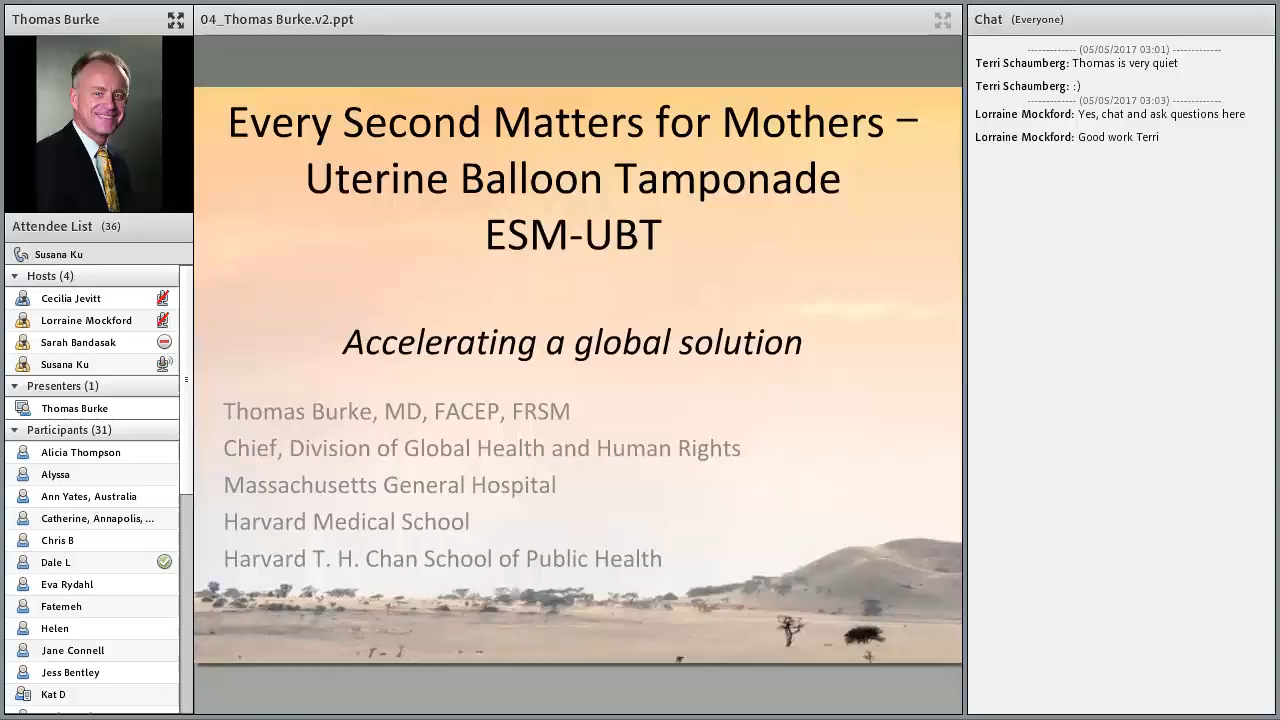 Thomas Burke
Attendee List (36)
Susana Ku
Hosts (4)
Cecilia Jevitt
Lorraine Mockford
Sarah Bandasak
Susana Ku
Presenters (1)
Thomas Burke
Participants (31)
Alicia Thompson
Alyssa
Ann Yates, Australia
Catherine, Annapolis, ...
Chris B
Dale L
Eva Rydahl
Fatemeh
Helen
Jane Connell
Jess Bentley
Kat D
04_Thomas Burke.v2.ppt
Every Second Matters for Mothers –
Uterine Balloon Tamponade
ESM-UBT
Accelerating a global solution
Thomas Burke, MD, FACEP, FRSM
Chief, Division of Global Health and Human Rights
Massachusetts General Hospital
Harvard Medical School
Harvard T. H. Chan School of Public Health
Chat (Everyone)
------------- (05/05/2017 03:01) -------------
Terri Schaumberg: Thomas is very quiet
Terri Schaumberg: :)
------------- (05/05/2017 03:03) -------------
Lorraine Mockford: Yes, chat and ask questions here
Lorraine Mockford: Good work Terri